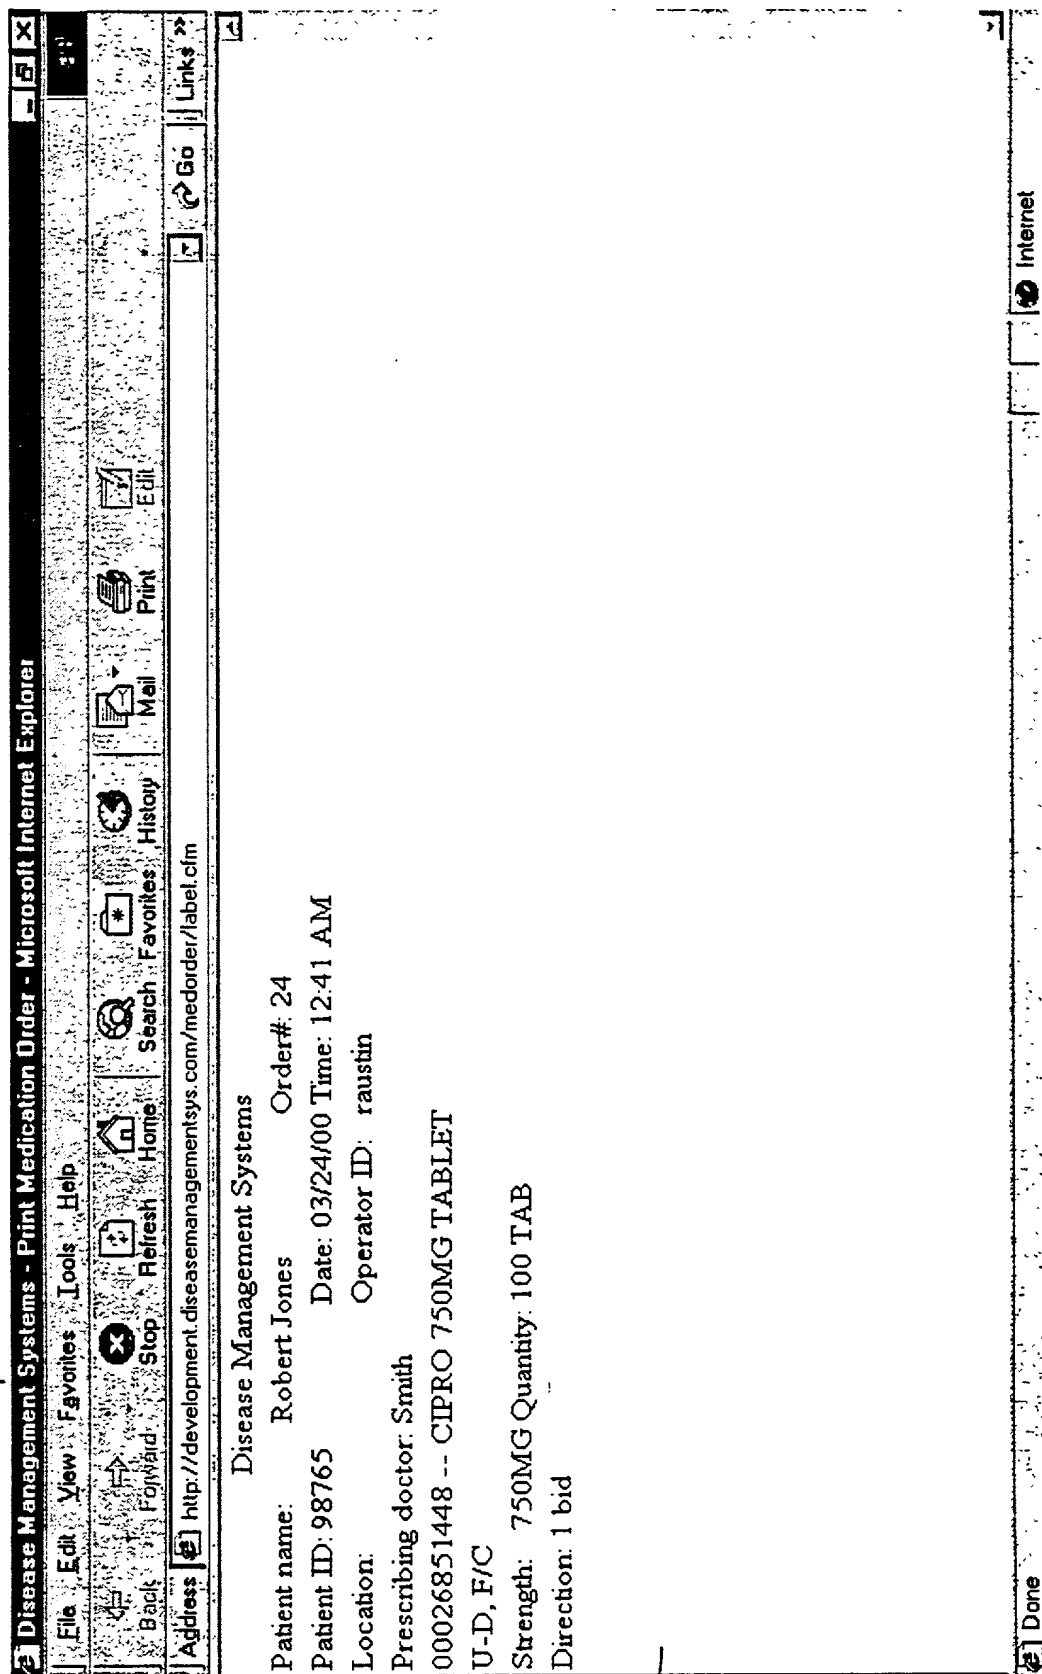 Disease Management Systems - Print Medication Order - Microsoft Internet Explorer
File Edit View Favorites Tools Help
Back Forward Stop Refresh Home Search Favorites History Mail Print Edit
Address http://development.diseasemanagementsys.com/medorder/label.cfm Go Links »
Disease Management Systems
Patient name: Robert Jones Order#: 24
Patient ID: 98765 Date: 03/24/00 Time: 12:41 AM
Location: Operator ID: raustin
Prescribing doctor: Smith
00026851448 -- CIPRO 750MG TABLET
U-D, F/C
Strength: 750MG Quantity: 100 TAB
Direction: 1 bid
Done Internet